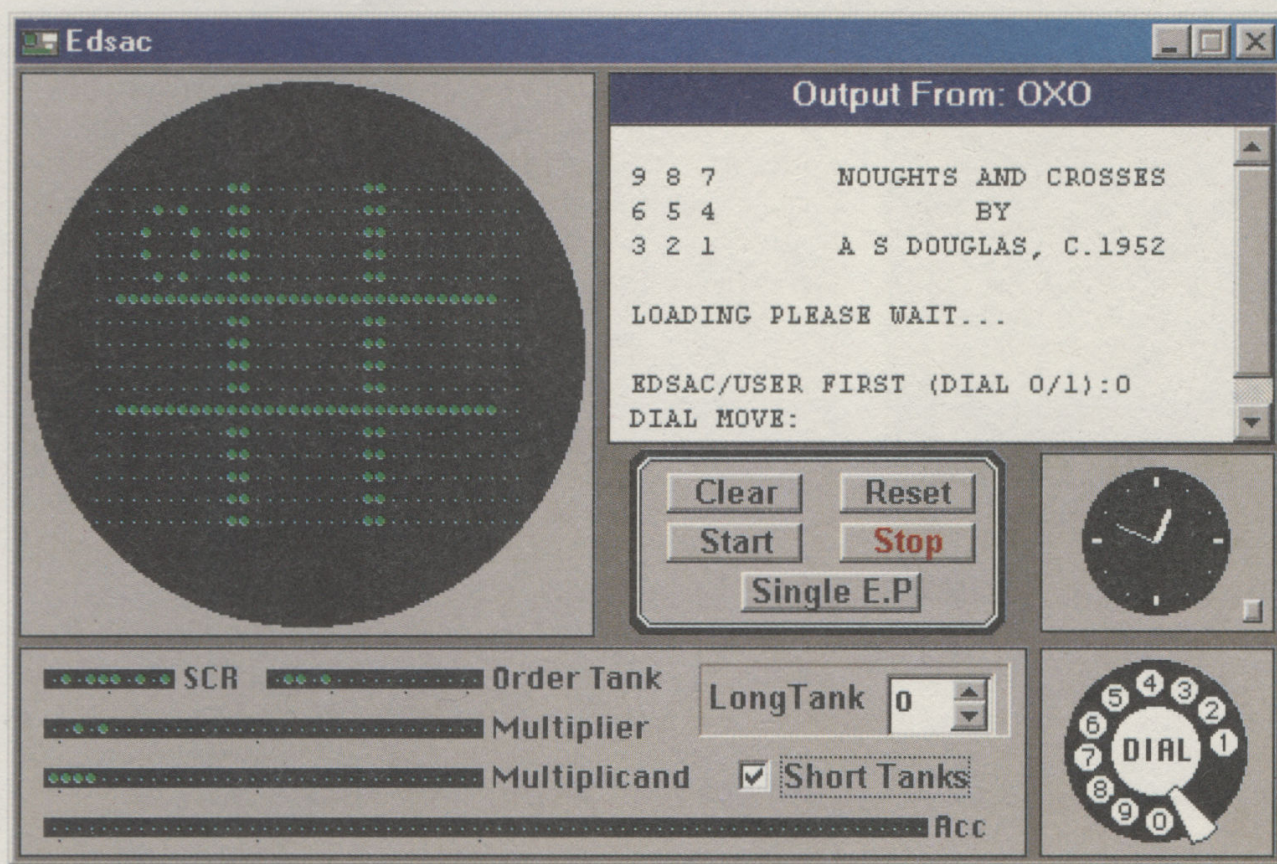 Edsac
Output From: OXO
9 8 7 NOUGHTS AND CROSSES
6 5 4 BY
3 2 1 A S DOUGLAS, C.1952
LOADING PLEASE WAIT...
EDSAC/USER FIRST (DIAL 0/1):0
DIAL MOVE:
Clear Reset
Start Stop
Single E.P
SCR Order Tank
Multiplier
Multiplicand
Acc
LongTank 0
Short Tanks
5 4 3
6 2
7 DIAL 1
8
9 0